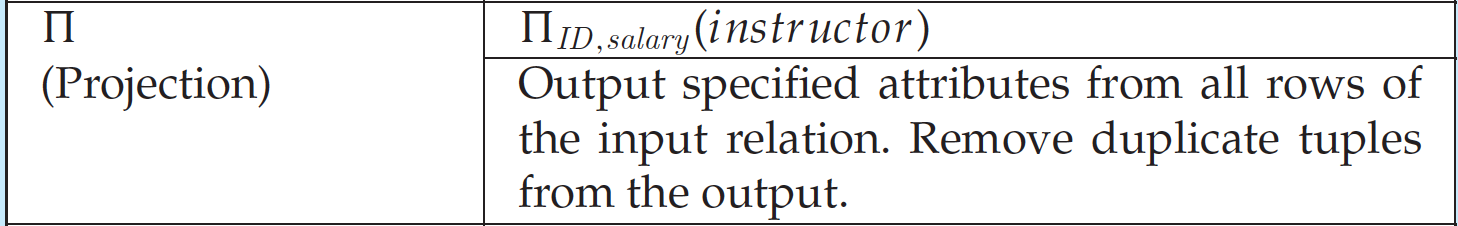 Π
(Projection)
Π_{ID, salary}(instructor)
Output specified attributes from all rows of
the input relation. Remove duplicate tuples
from the output.